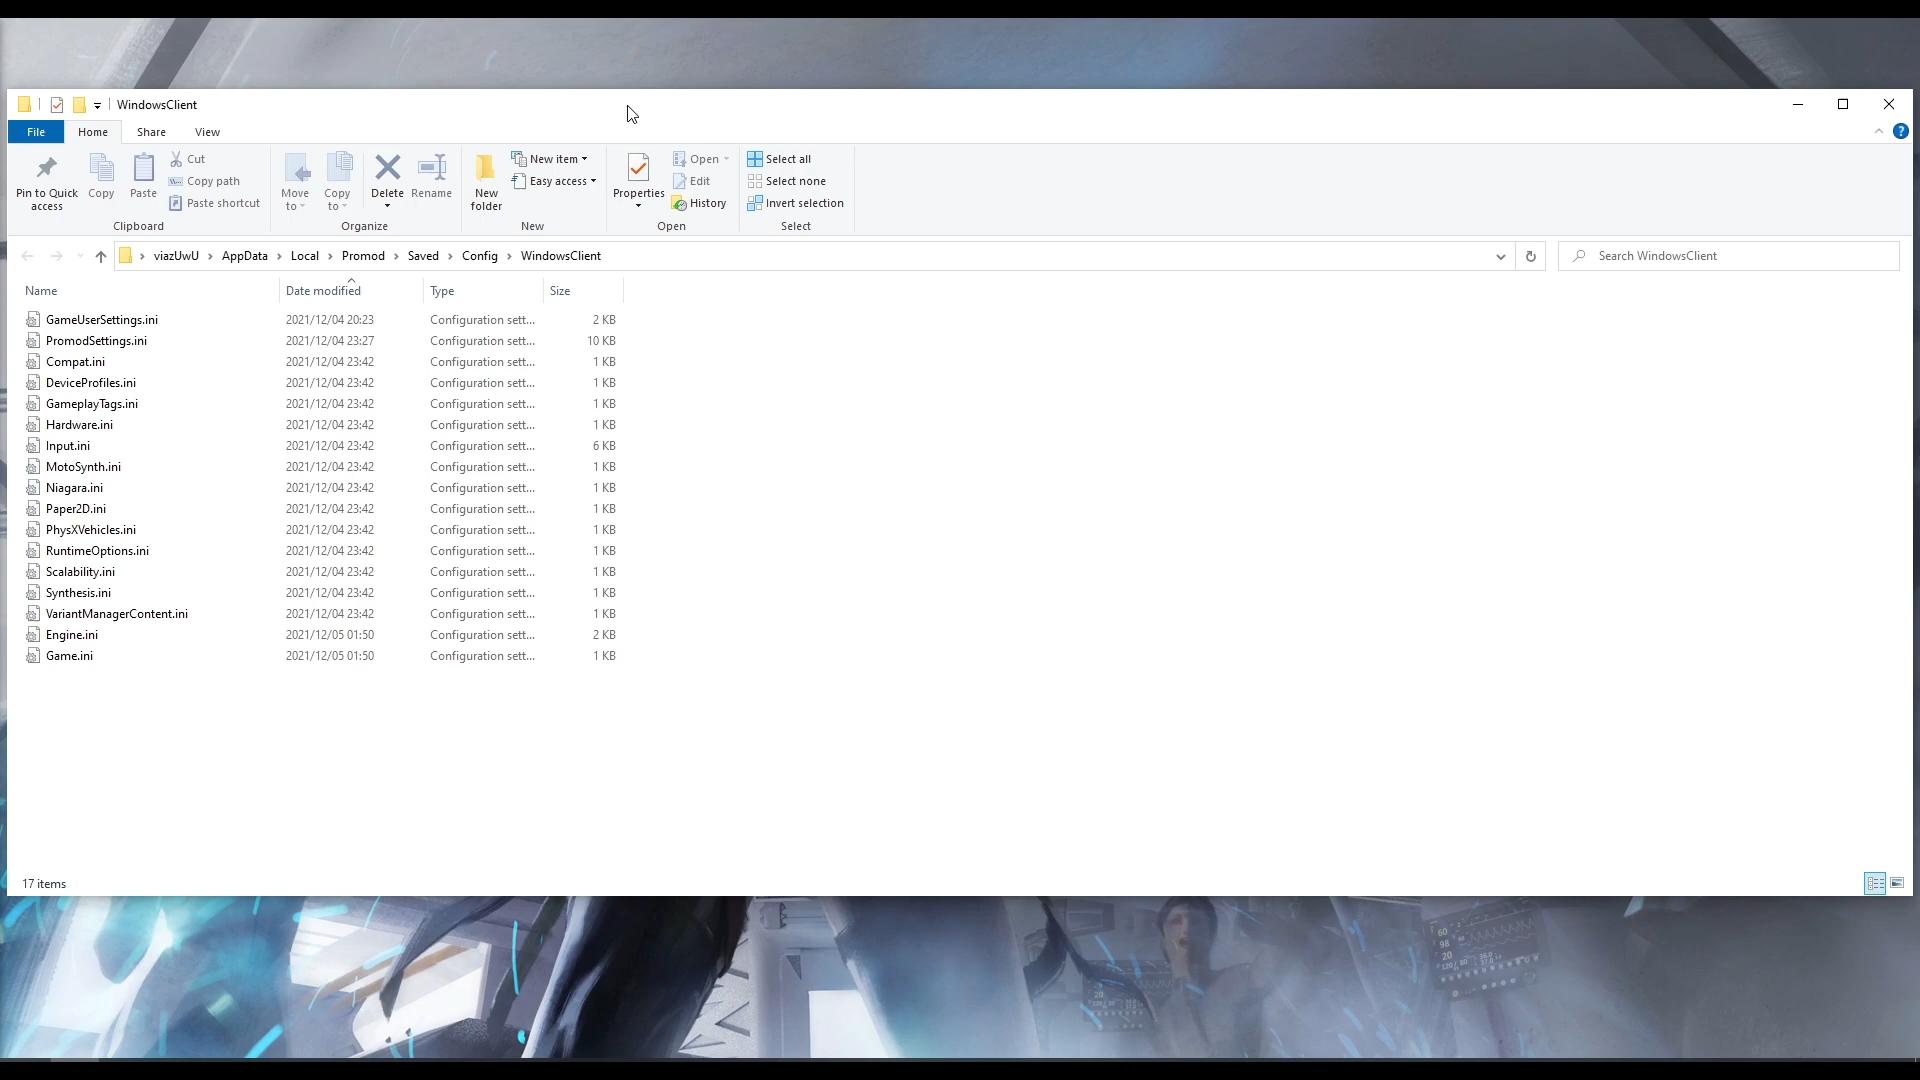 WindowsClient
File Home Share View
Pin to Quick access
Copy
Paste
Cut
Copy path
Paste shortcut
Clipboard
Move to
Copy to
Delete
Rename
Organize
New folder
New item
Easy access
New
Properties
Open
Edit
History
Open
Select all
Select none
Invert selection
Select
viazUwU > AppData > Local > Promod > Saved > Config > WindowsClient
Search WindowsClient
Name Date modified Type Size
GameUserSettings.ini 2021/12/04 20:23 Configuration sett... 2 KB
PromodSettings.ini 2021/12/04 23:27 Configuration sett... 10 KB
Compat.ini 2021/12/04 23:42 Configuration sett... 1 KB
DeviceProfiles.ini 2021/12/04 23:42 Configuration sett... 1 KB
GameplayTags.ini 2021/12/04 23:42 Configuration sett... 1 KB
Hardware.ini 2021/12/04 23:42 Configuration sett... 1 KB
Input.ini 2021/12/04 23:42 Configuration sett... 6 KB
MotoSynth.ini 2021/12/04 23:42 Configuration sett... 1 KB
Niagara.ini 2021/12/04 23:42 Configuration sett... 1 KB
Paper2D.ini 2021/12/04 23:42 Configuration sett... 1 KB
PhysXVehicles.ini 2021/12/04 23:42 Configuration sett... 1 KB
RuntimeOptions.ini 2021/12/04 23:42 Configuration sett... 1 KB
Scalability.ini 2021/12/04 23:42 Configuration sett... 1 KB
Synthesis.ini 2021/12/04 23:42 Configuration sett... 1 KB
VariantManagerContent.ini 2021/12/04 23:42 Configuration sett... 1 KB
Engine.ini 2021/12/05 01:50 Configuration sett... 2 KB
Game.ini 2021/12/05 01:50 Configuration sett... 1 KB
17 items
60
98
20